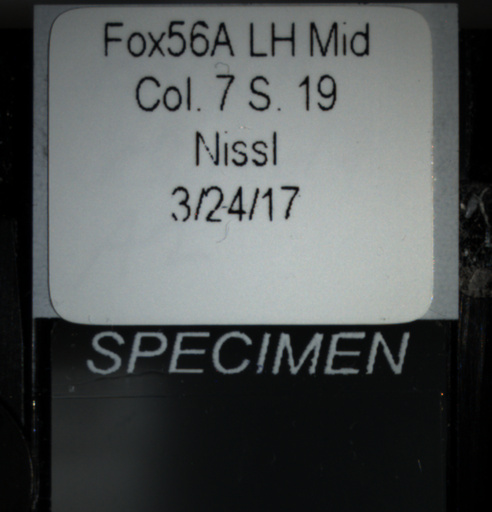 Fox56A LH Mid
Col. 7 S. 19
Nissl
3/24/17
SPECIMEN